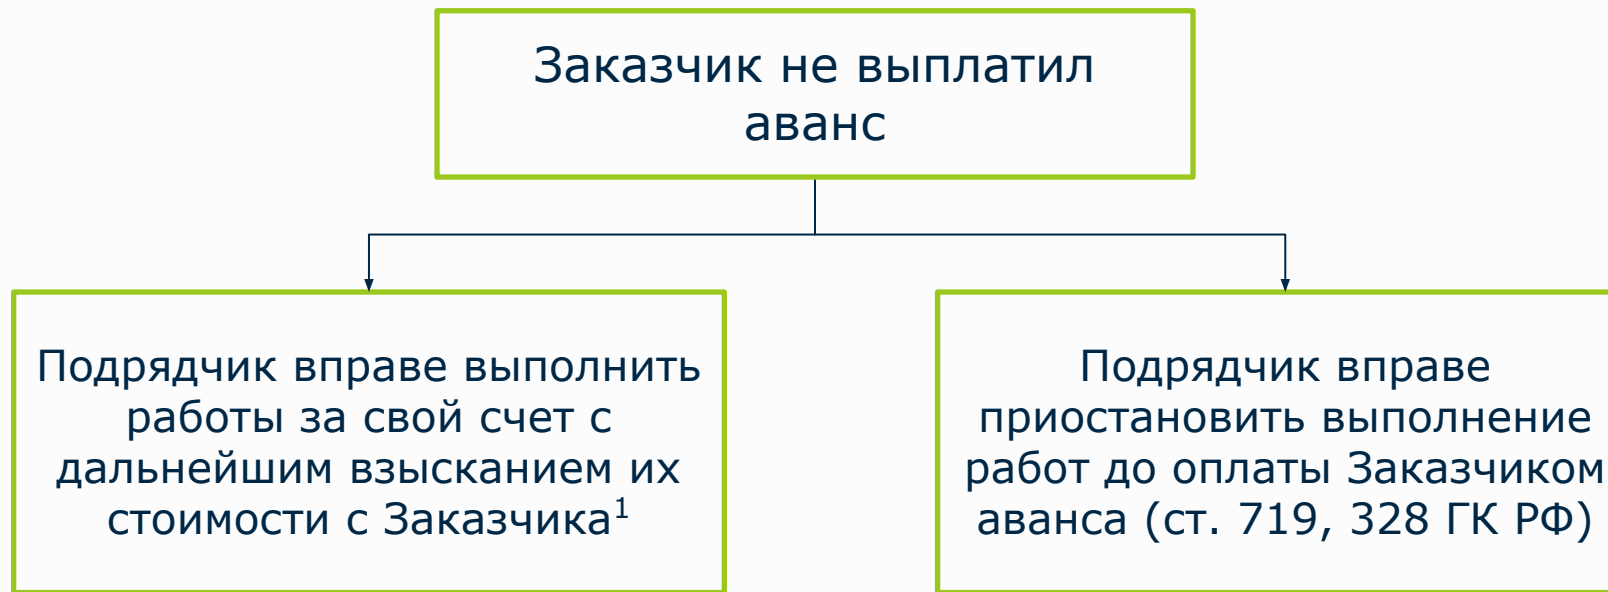 Заказчик не выплатил
аванс
Подрядчик вправе выполнить
работы за свой счет с
дальнейшим взысканием их
стоимости с Заказчика¹
Подрядчик вправе
приостановить выполнение
работ до оплаты Заказчиком
аванса (ст. 719, 328 ГК РФ)